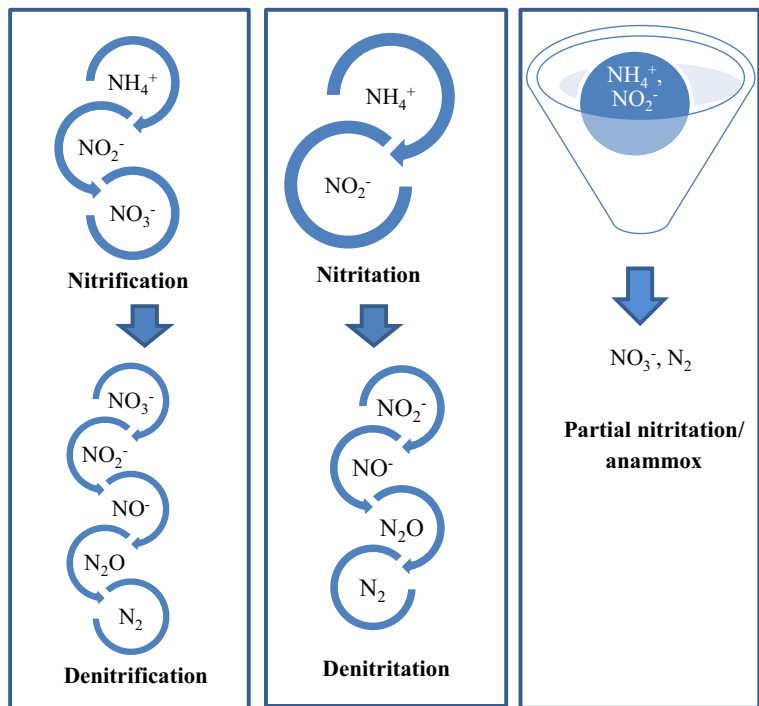 NH₄⁺
NO₂⁻
NO₃⁻
Nitrification
NO₃⁻
NO₂⁻
NO⁻
N₂O
N₂
Denitrification
NH₄⁺
NO₂⁻
Nitritation
NO₂⁻
NO⁻
N₂O
N₂
Denitritation
NH₄⁺,
NO₂⁻
NO₃⁻, N₂
Partial nitritation/
anammox